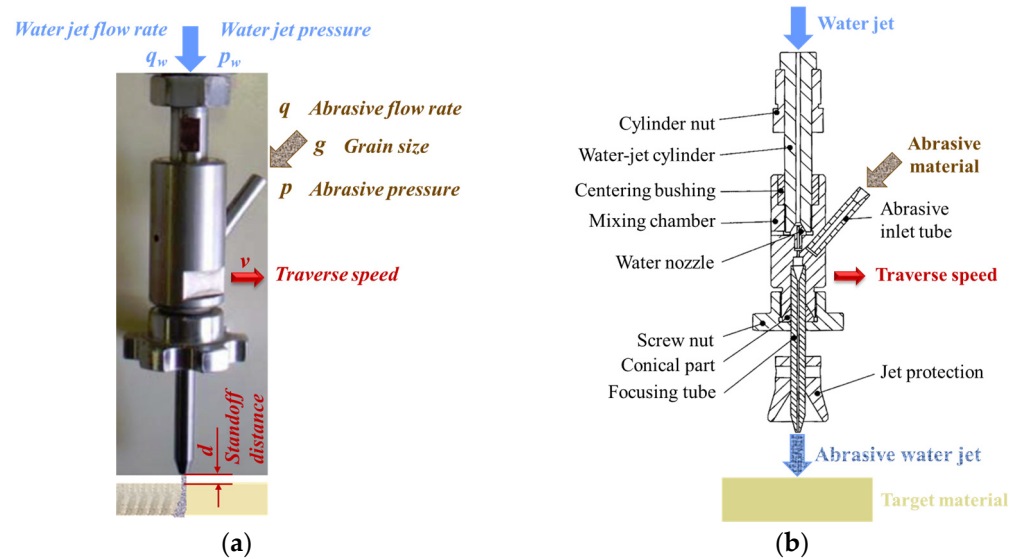 Water jet flow rate
Water jet pressure
q_w
p_w
q Abrasive flow rate
g Grain size
p Abrasive pressure
v
Traverse speed
d
Standoff
distance
(a)
Water jet
Cylinder nut
Water-jet cylinder
Abrasive
material
Centering bushing
Mixing chamber
Abrasive
inlet tube
Water nozzle
Traverse speed
Screw nut
Conical part
Focusing tube
Jet protection
Abrasive water jet
Target material
(b)